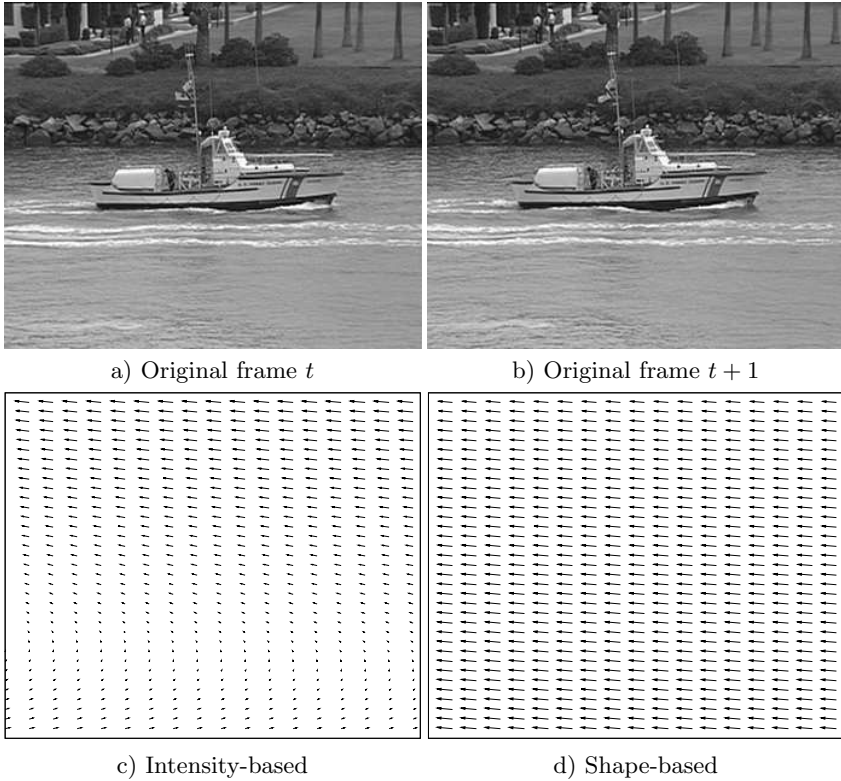 a) Original frame t
b) Original frame t + 1
c) Intensity-based
d) Shape-based